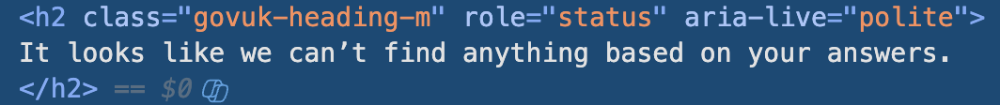 <h2 class="govuk-heading-m" role="status" aria-live="polite">
It looks like we can’t find anything based on your answers.
</h2> == $0